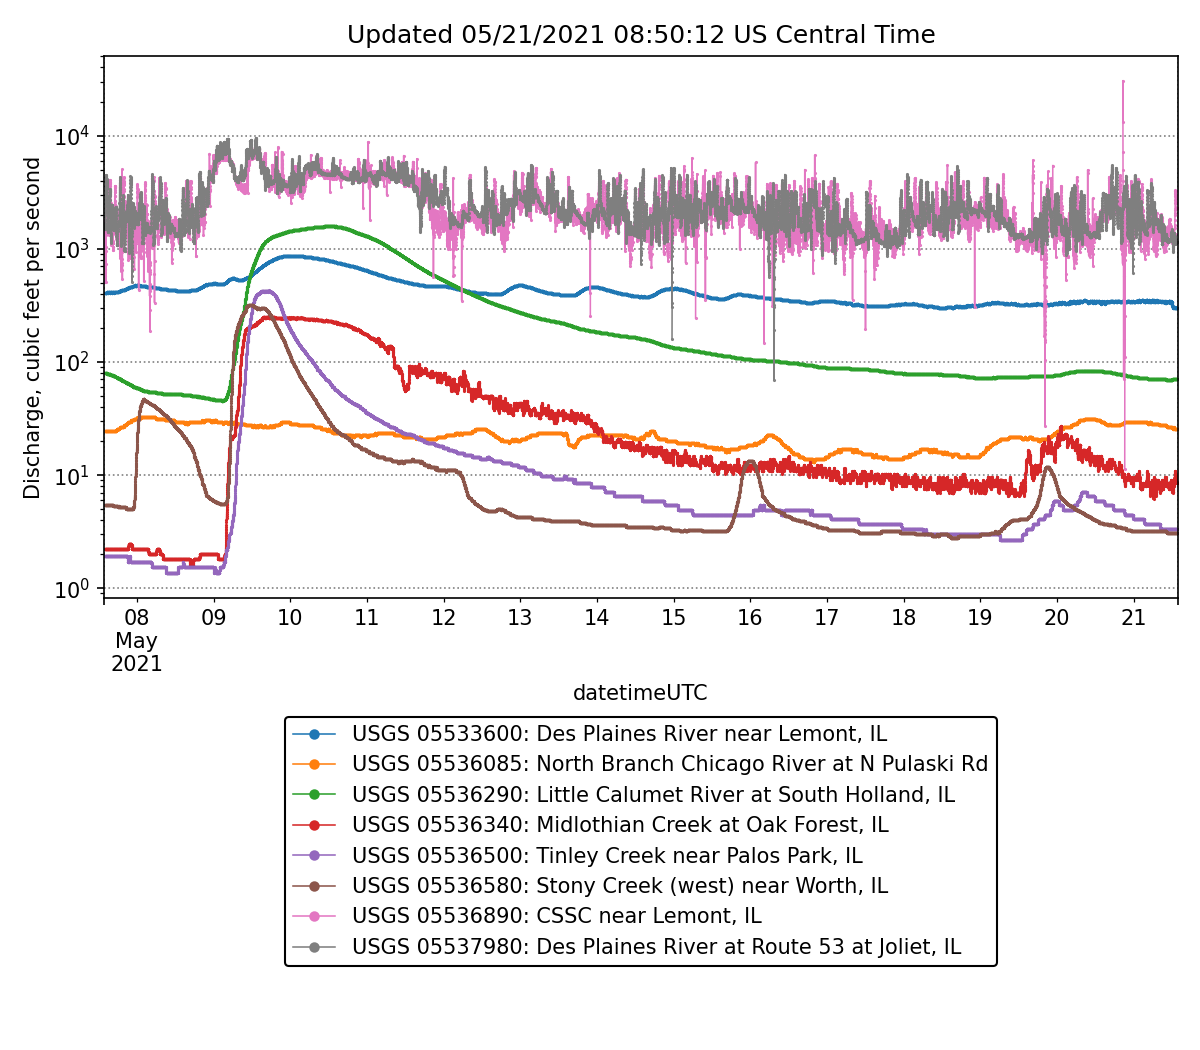 Updated 05/21/2021 08:50:12 US Central Time
Discharge, cubic feet per second
10^4
10^3
10^2
10^1
10^0
08 09 10 11 12 13 14 15 16 17 18 19 20 21
May
2021
datetimeUTC
USGS 05533600: Des Plaines River near Lemont, IL
USGS 05536085: North Branch Chicago River at N Pulaski Rd
USGS 05536290: Little Calumet River at South Holland, IL
USGS 05536340: Midlothian Creek at Oak Forest, IL
USGS 05536500: Tinley Creek near Palos Park, IL
USGS 05536580: Stony Creek (west) near Worth, IL
USGS 05536890: CSSC near Lemont, IL
USGS 05537980: Des Plaines River at Route 53 at Joliet, IL